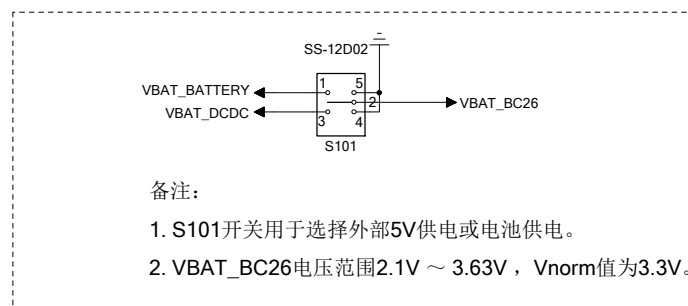 SS-12D02
VBAT_BATTERY
1
5
2
VBAT_BC26
VBAT_DCDC
3
4
S101
备注：
1. S101开关用于选择外部5V供电或电池供电。
2. VBAT_BC26电压范围2.1V ～ 3.63V ，Vnorm值为3.3V。